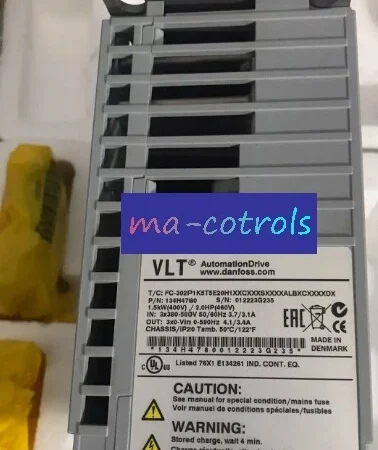 ma-cotrols
VLT® AutomationDrive
www.danfoss.com
T/C: FC-302P1K5T5E20H1XXCXXXSXXXXALBXCXXXXDX
P/N: 134H4780 S/N: 012223G235
1.5kW(400V) / 2.0HP(460V)
IN: 3x380-500V 50/60Hz 3.7/3.1A
OUT: 3x0-Vin 0-590Hz 4.1/3.4A
CHASSIS/IP20 Tamb. 50°C/122°F
MADE IN
DENMARK
*134H4780012223G235*
Listed 76X1 E134261 IND. CONT. EQ.
CAUTION:
See manual for special condition/mains fuse
Voir manuel de conditions spéciales/fusibles
WARNING:
Stored charge, wait 4 min.